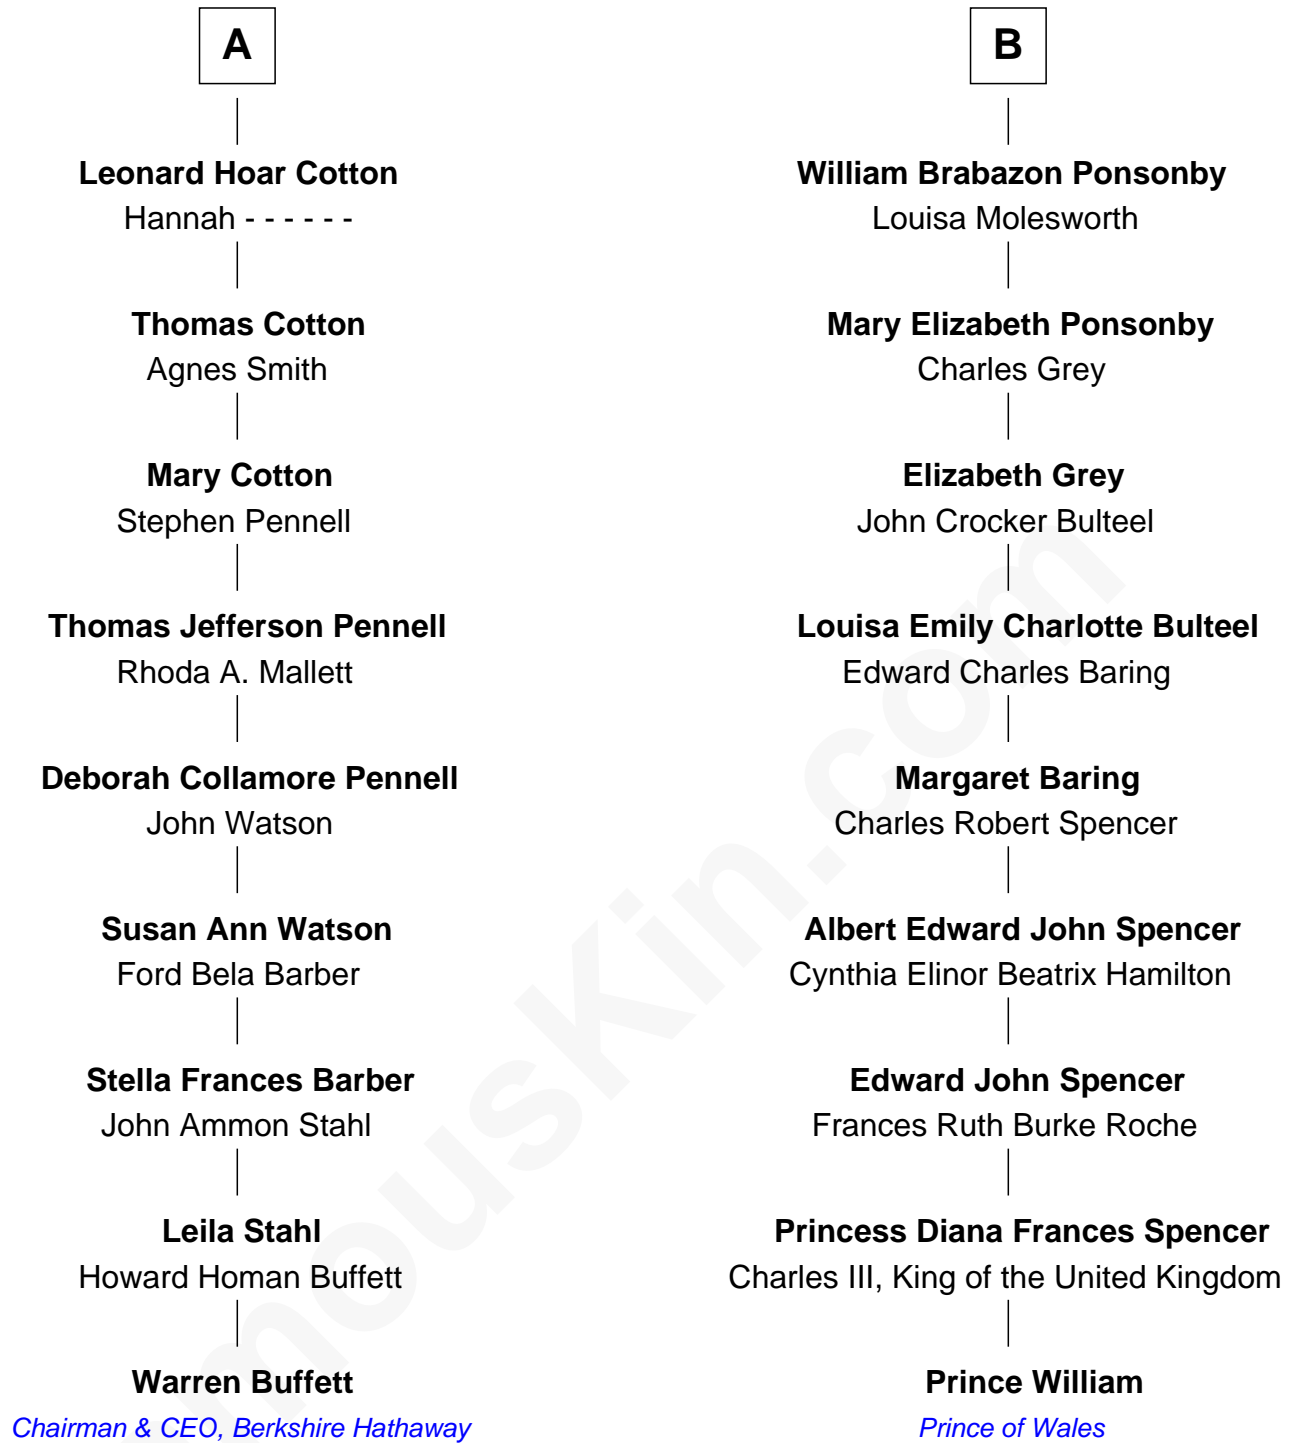 A
Leonard Hoar Cotton
Hannah - - - - - -
Thomas Cotton
Agnes Smith
Mary Cotton
Stephen Pennell
Thomas Jefferson Pennell
Rhoda A. Mallett
Deborah Collamore Pennell
John Watson
Susan Ann Watson
Ford Bela Barber
Stella Frances Barber
John Ammon Stahl
Leila Stahl
Howard Homan Buffett
Warren Buffett
Chairman & CEO, Berkshire Hathaway
B
William Brabazon Ponsonby
Louisa Molesworth
Mary Elizabeth Ponsonby
Charles Grey
Elizabeth Grey
John Crocker Bulteel
Louisa Emily Charlotte Bulteel
Edward Charles Baring
Margaret Baring
Charles Robert Spencer
Albert Edward John Spencer
Cynthia Elinor Beatrix Hamilton
Edward John Spencer
Frances Ruth Burke Roche
Princess Diana Frances Spencer
Charles III, King of the United Kingdom
Prince William
Prince of Wales
mousKin.com